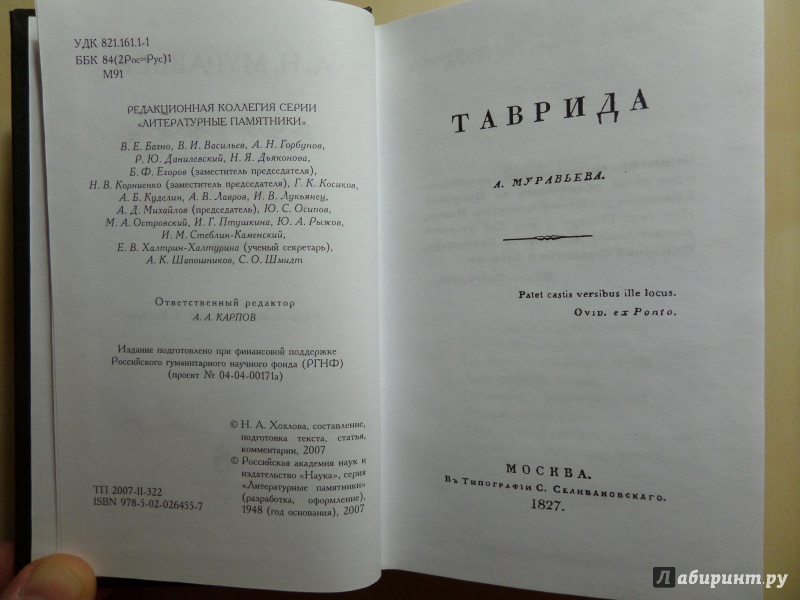 УДК 821.161.1-1
ББК 84(2Рос=Рус)1
М91
РЕДАКЦИОННАЯ КОЛЛЕГИЯ СЕРИИ
«ЛИТЕРАТУРНЫЕ ПАМЯТНИКИ»
В. Е. Багно, В. И. Васильев, А. Н. Горбунов,
Р. Ю. Данилевский, Н. Я. Дьяконова,
Б. Ф. Егоров (заместитель председателя),
Н. В. Корниенко (заместитель председателя), Г. К. Косиков,
А. Б. Куделин, А. В. Лавров, И. В. Лукьянец,
А. Д. Михайлов (председатель), Ю. С. Осипов,
М. А. Островский, И. Г. Птушкина, Ю. А. Рыжов,
И. М. Стеблин-Каменский,
Е. В. Халтрин-Халтурина (ученый секретарь),
А. К. Шапошников, С. О. Шмидт
Ответственный редактор
А. А. КАРПОВ
Издание подготовлено при финансовой поддержке
Российского гуманитарного научного фонда (РГНФ)
(проект № 04-04-00171а)
© Н. А. Хохлова, составление,
подготовка текста, статья,
комментарии, 2007
© Российская академия наук и
издательство «Наука», серия
«Литературные памятники»
(разработка, оформление),
1948 (год основания), 2007
ТП 2007-II-322
ISBN 978-5-02-026455-7
ТАВРИДА
А. МУРАВЬЕВА.
Patet castis versibus ille locus.
Ovid. ex Ponto.
МОСКВА.
Въ Типографіи С. Селивановскаго.
1827.
Лабиринт.ру